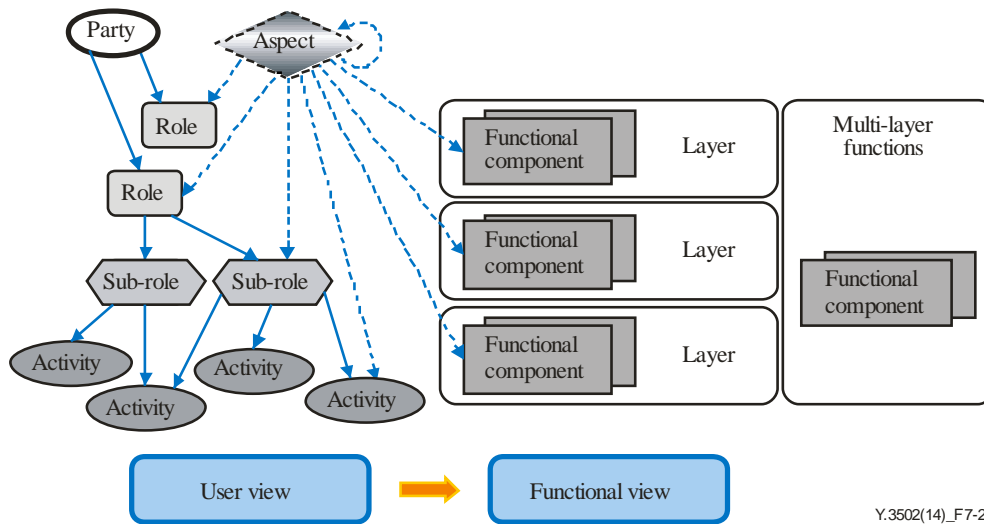 Party
Aspect
Role
Role
Sub-role
Sub-role
Activity
Activity
Activity
Activity
Functional
component
Layer
Functional
component
Layer
Functional
component
Layer
Multi-layer
functions
Functional
component
User view
Functional view
Y.3502(14)_F7-2